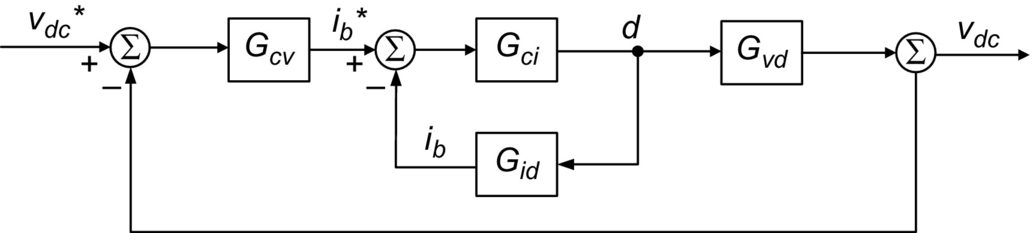 v_dc* Σ G_cv i_b* Σ G_ci d G_vd Σ v_dc
+ − + −
i_b G_id